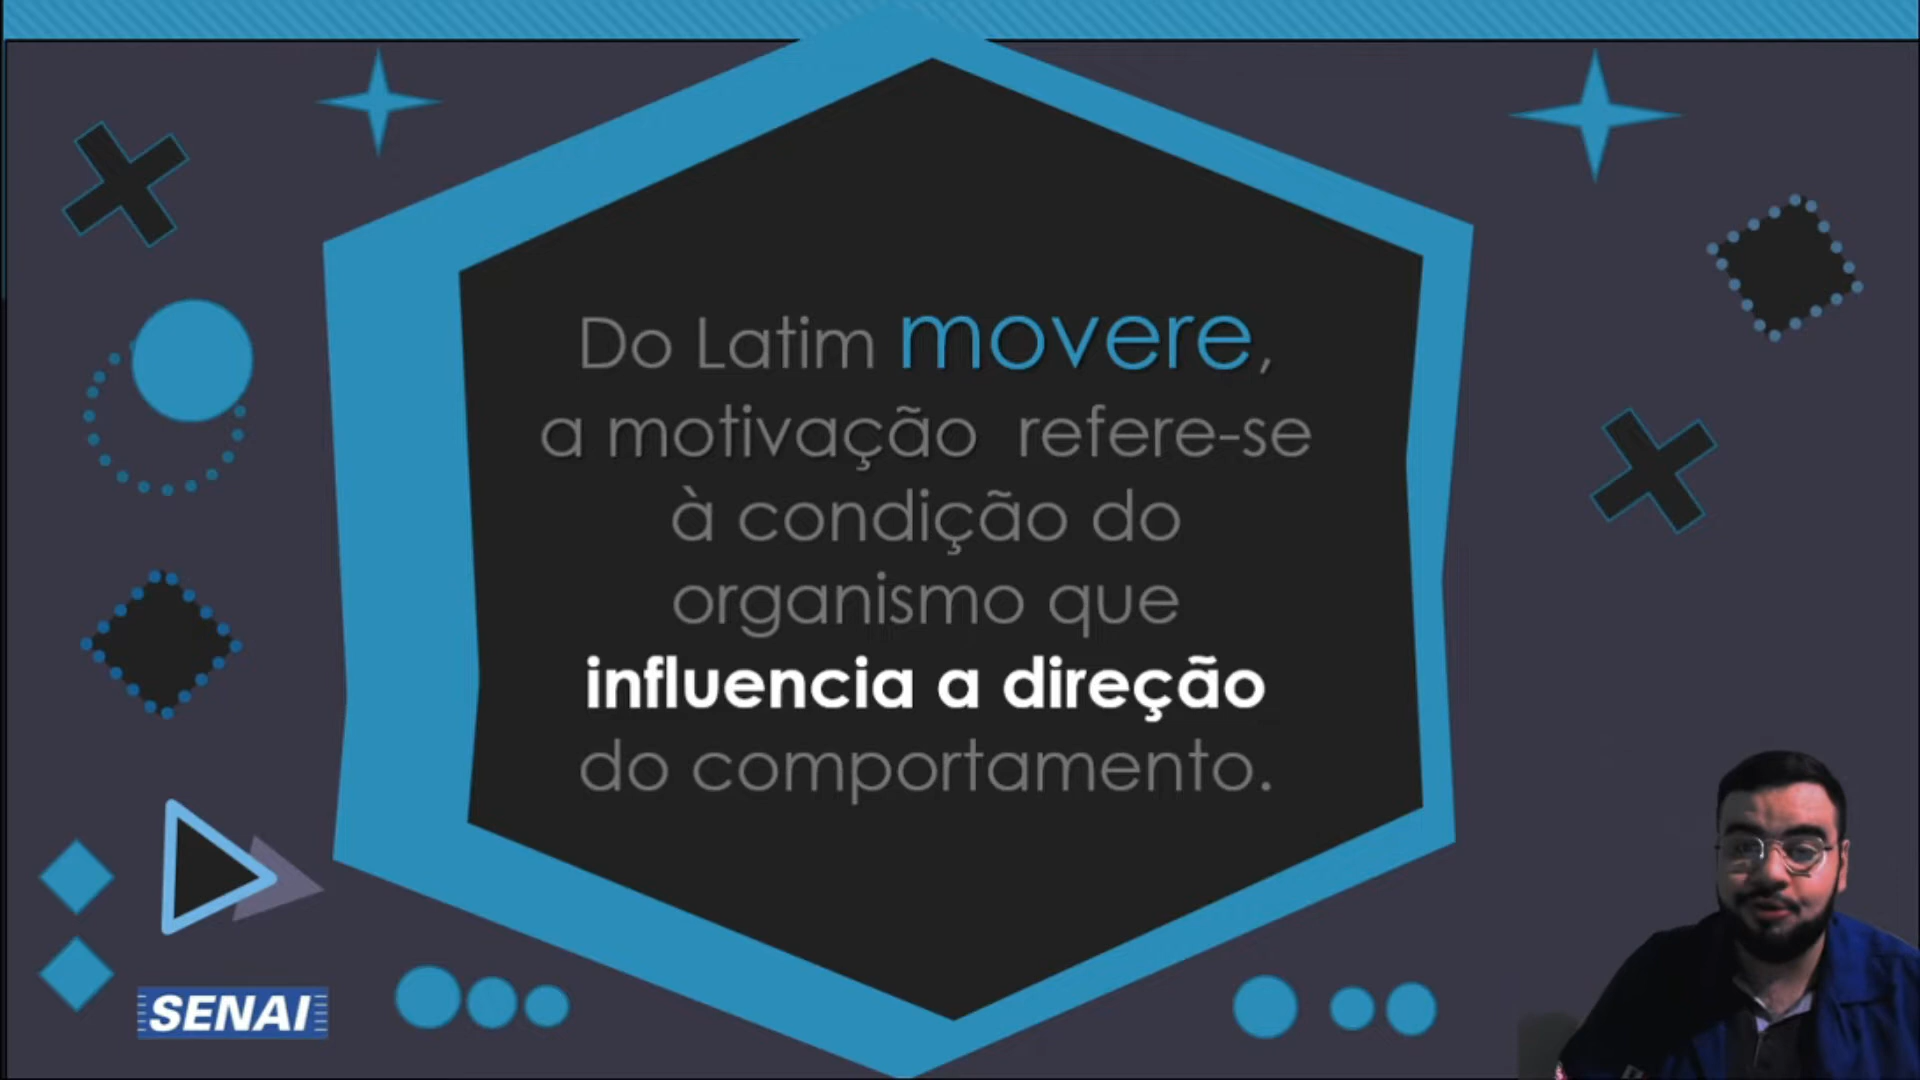 Do Latim movere,
a motivação refere-se
à condição do
organismo que
influencia a direção
do comportamento.
SENAI